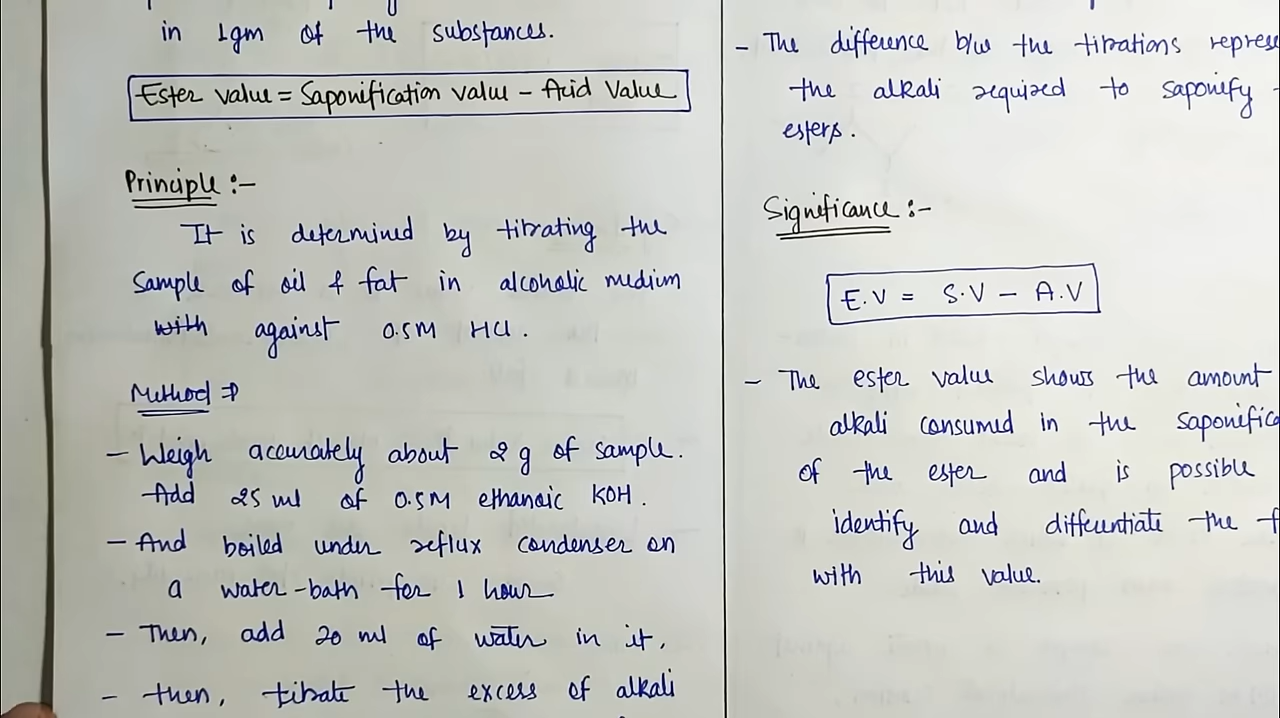 in 1gm of the substances.
Ester value = Saponification value - Acid Value
Principle :-
It is determined by titrating the
sample of oil & fat in alcoholic medium
with against 0.5M HCl.
Method ⇒
- Weigh accurately about 2 g of sample.
Add 25 ml of 0.5M ethanoic KOH.
- And boiled under reflux condenser on
a water-bath for 1 hour
- Then, add 20 ml of water in it,
- then, titrate the excess of alkali
- The difference b/w the titrations repres
the alkali required to saponify
esters.
Significance :-
E.V = S.V - A.V
- The ester value shows the amount
alkali consumed in the saponifica
of the ester and is possible
identify and differentiate the f
with this value.